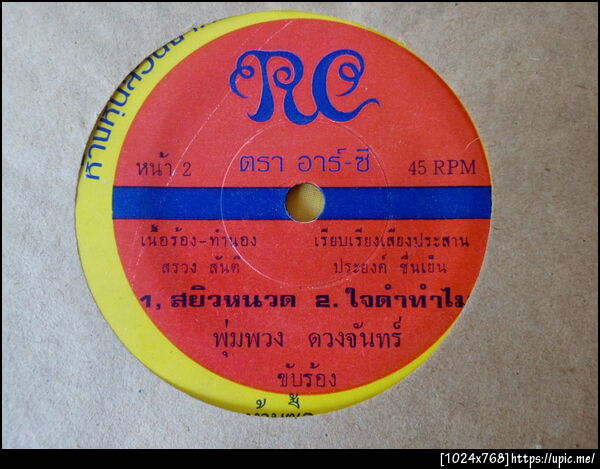 RC
หน้า 2 ตรา อาร์-ซี 45 RPM
เนื้อร้อง-ทำนอง เรียบเรียงเสียงประสาน
สรวง สันติ ประยงค์ ชื่นเย็น
1, สยิวหนวด 2. ใจดำทำไม
พุ่มพวง ดวงจันทร์
ขับร้อง
[1024x768]https://upic.me/